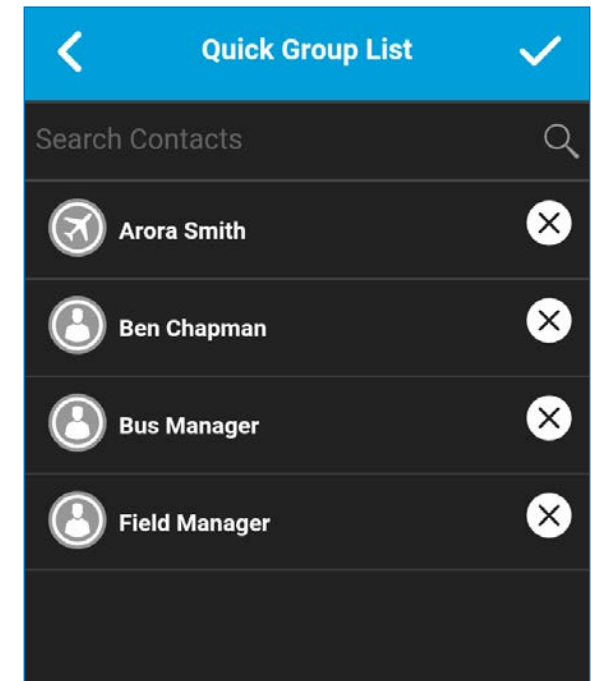 Quick Group List
Search Contacts
Arora Smith
Ben Chapman
Bus Manager
Field Manager